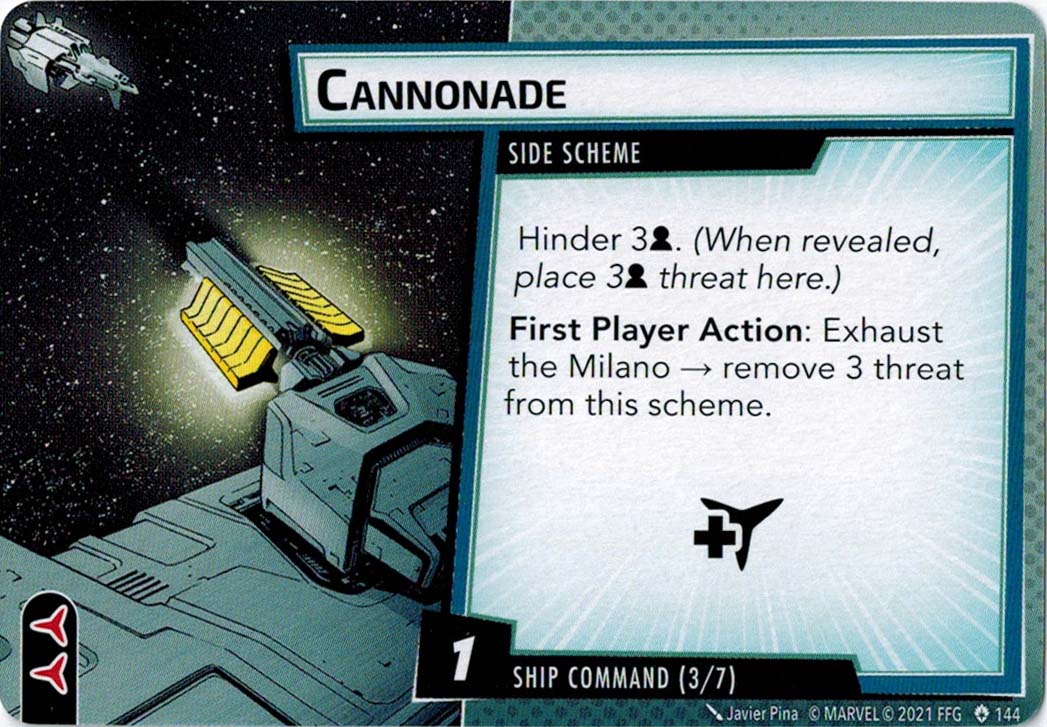 CANNONADE
SIDE SCHEME
Hinder 3. (When revealed,
place 3 threat here.)
First Player Action: Exhaust
the Milano → remove 3 threat
from this scheme.
1
SHIP COMMAND (3/7)
Javier Pina © MARVEL © 2021 FFG 144